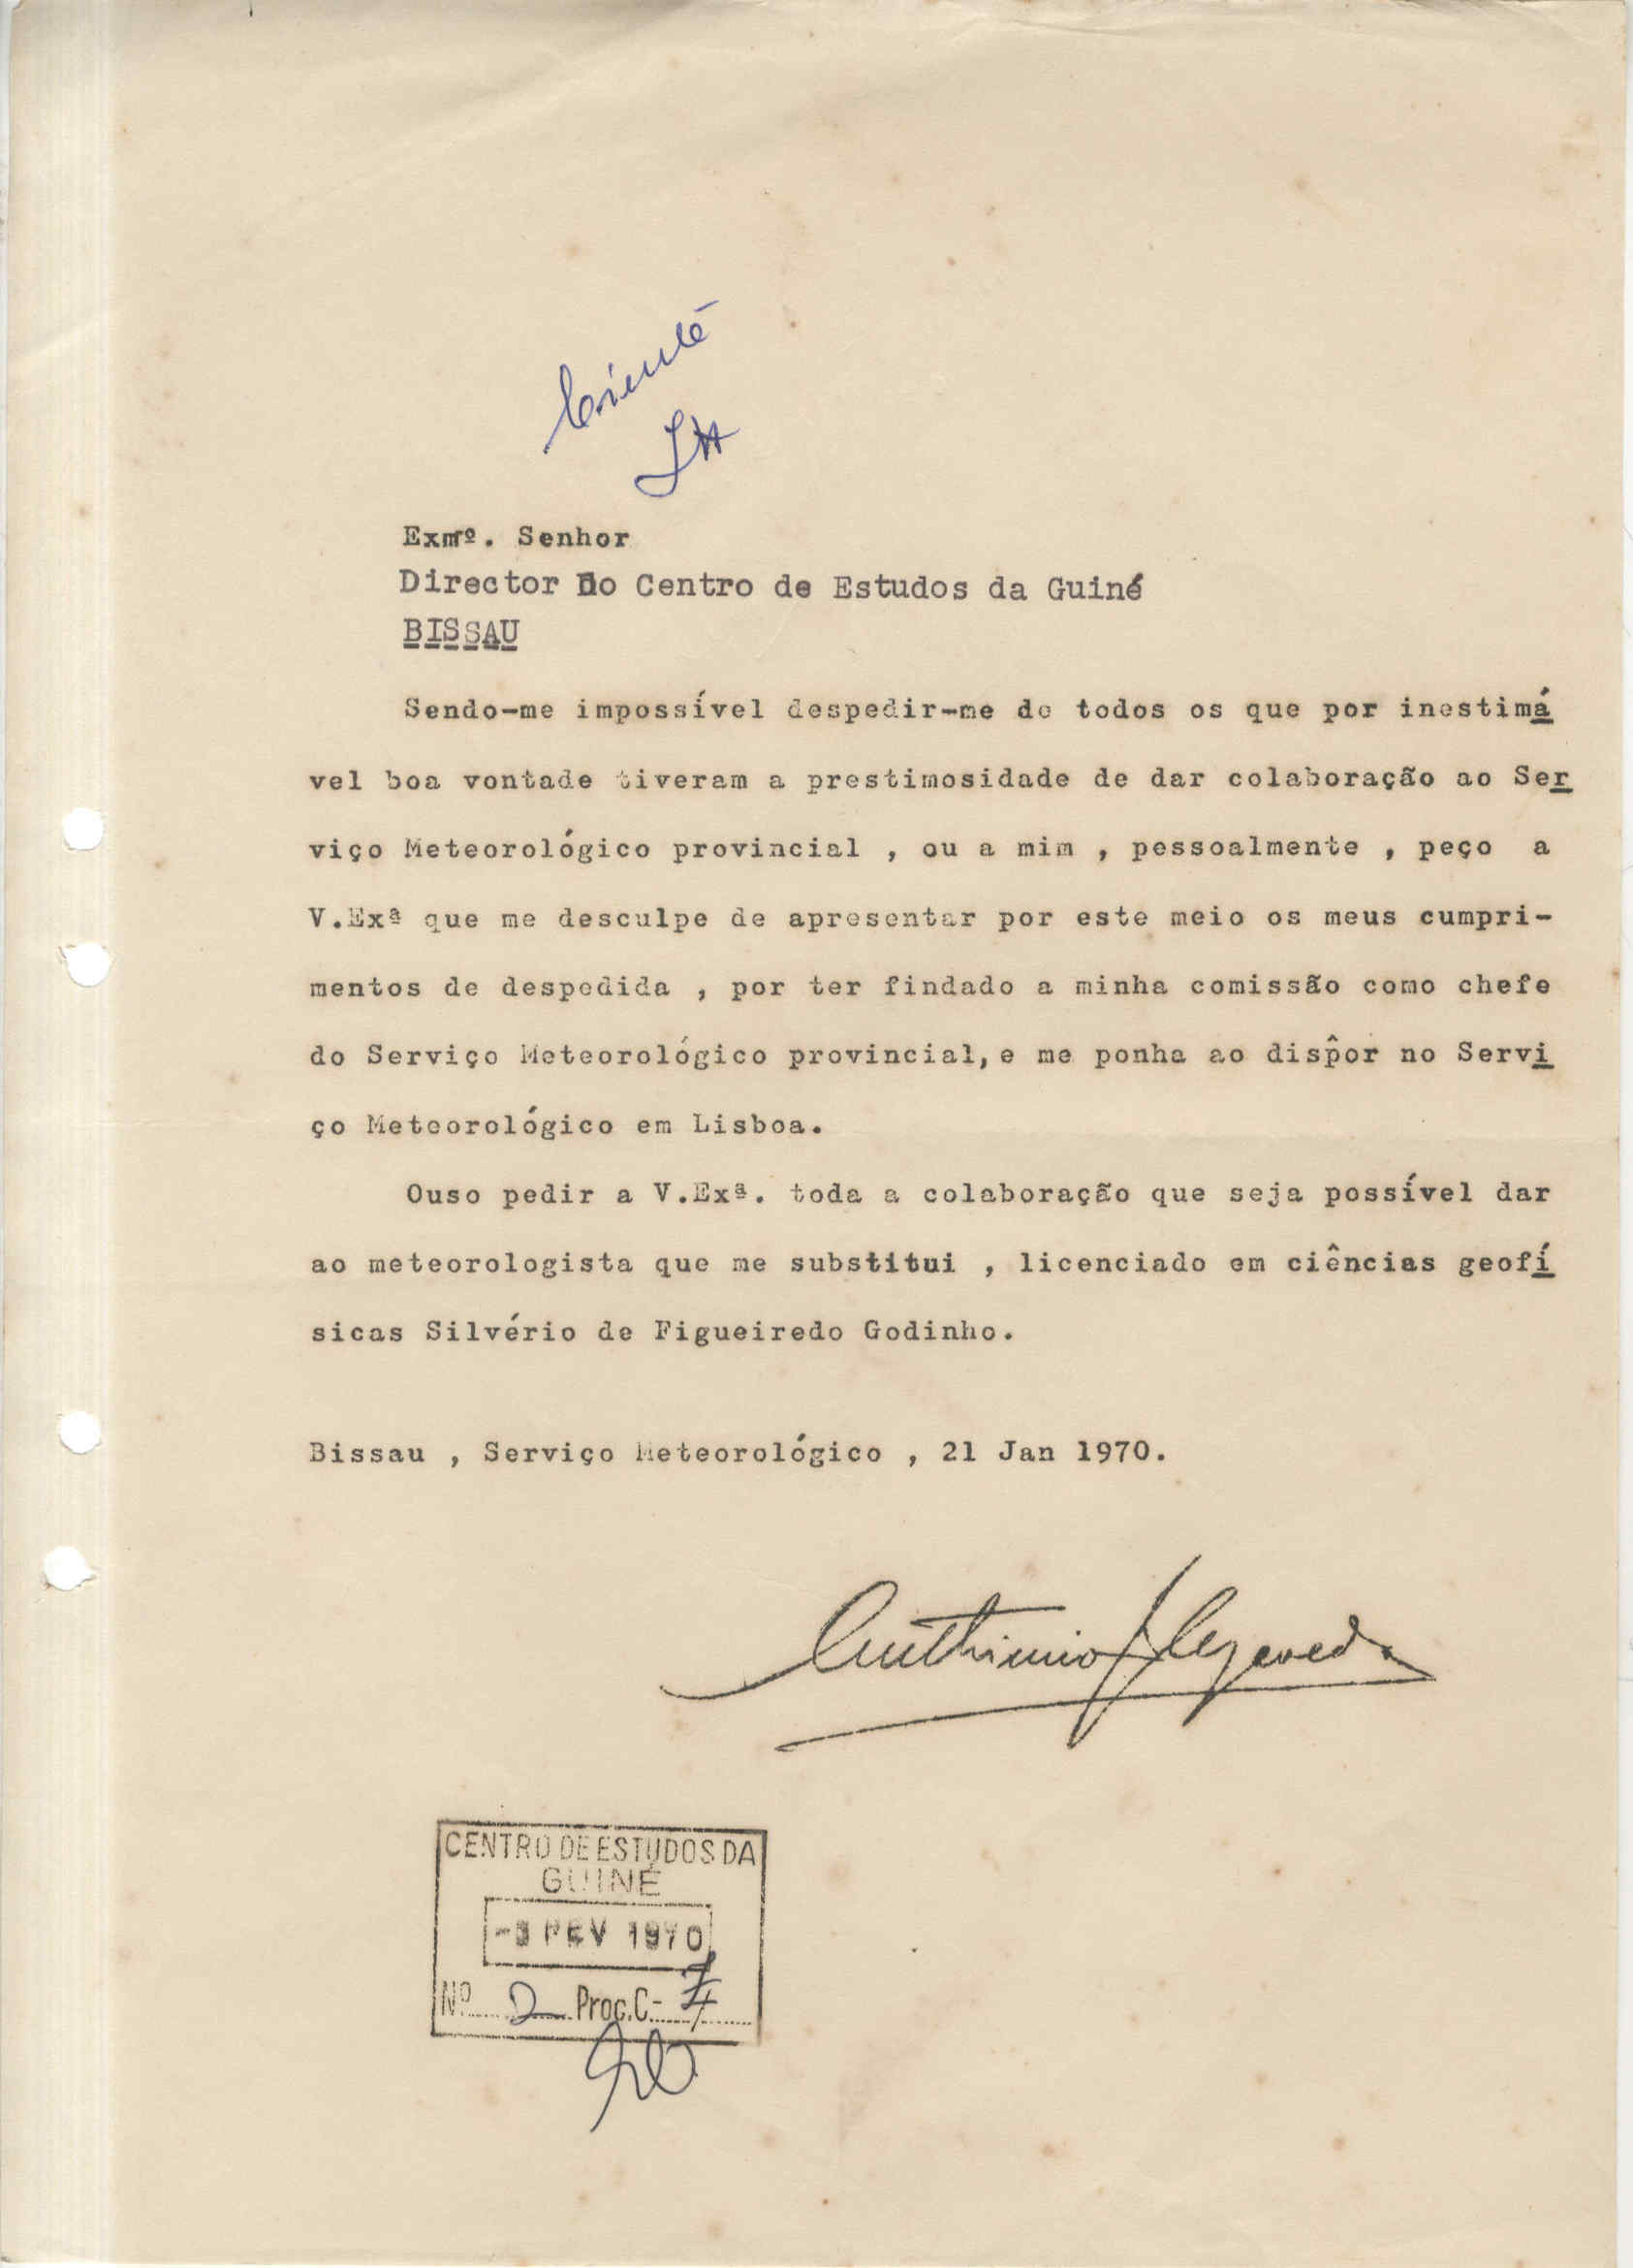 Ciente
Exmº. Senhor
Director do Centro de Estudos da Guiné
BISSAU
Sendo-me impossível despedir-me de todos os que por inestimá
vel boa vontade tiveram a prestimosidade de dar colaboração ao Ser
viço Meteorológico provincial , ou a mim , pessoalmente , peço a
V.Exª que me desculpe de apresentar por este meio os meus cumpri-
mentos de despedida , por ter findado a minha comissão como chefe
do Serviço Meteorológico provincial, e me ponha ao dispôr no Servi
ço Meteorológico em Lisboa.
Ouso pedir a V.Exª. toda a colaboração que seja possível dar
ao meteorologista que me substitui , licenciado em ciências geofí
sicas Silvério de Figueiredo Godinho.
Bissau , Serviço Meteorológico , 21 Jan 1970.
Anthimio Azevedo
CENTRO DE ESTUDOS DA
GUINÉ
FEV 1970
Nº 2 Proc.C-